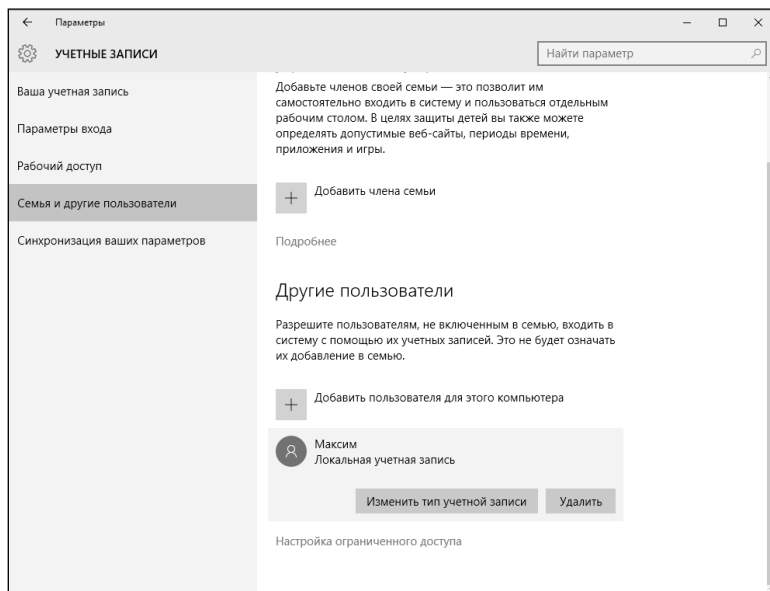 Параметры
УЧЕТНЫЕ ЗАПИСИ
Найти параметр
Ваша учетная запись
Параметры входа
Рабочий доступ
Семья и другие пользователи
Синхронизация ваших параметров
Добавьте членов своей семьи — это позволит им
самостоятельно входить в систему и пользоваться отдельным
рабочим столом. В целях защиты детей вы также можете
определять допустимые веб-сайты, периоды времени,
приложения и игры.
Добавить члена семьи
Подробнее
Другие пользователи
Разрешите пользователям, не включенным в семью, входить в
систему с помощью их учетных записей. Это не будет означать
их добавление в семью.
Добавить пользователя для этого компьютера
Максим
Локальная учетная запись
Изменить тип учетной записи
Удалить
Настройка ограниченного доступа